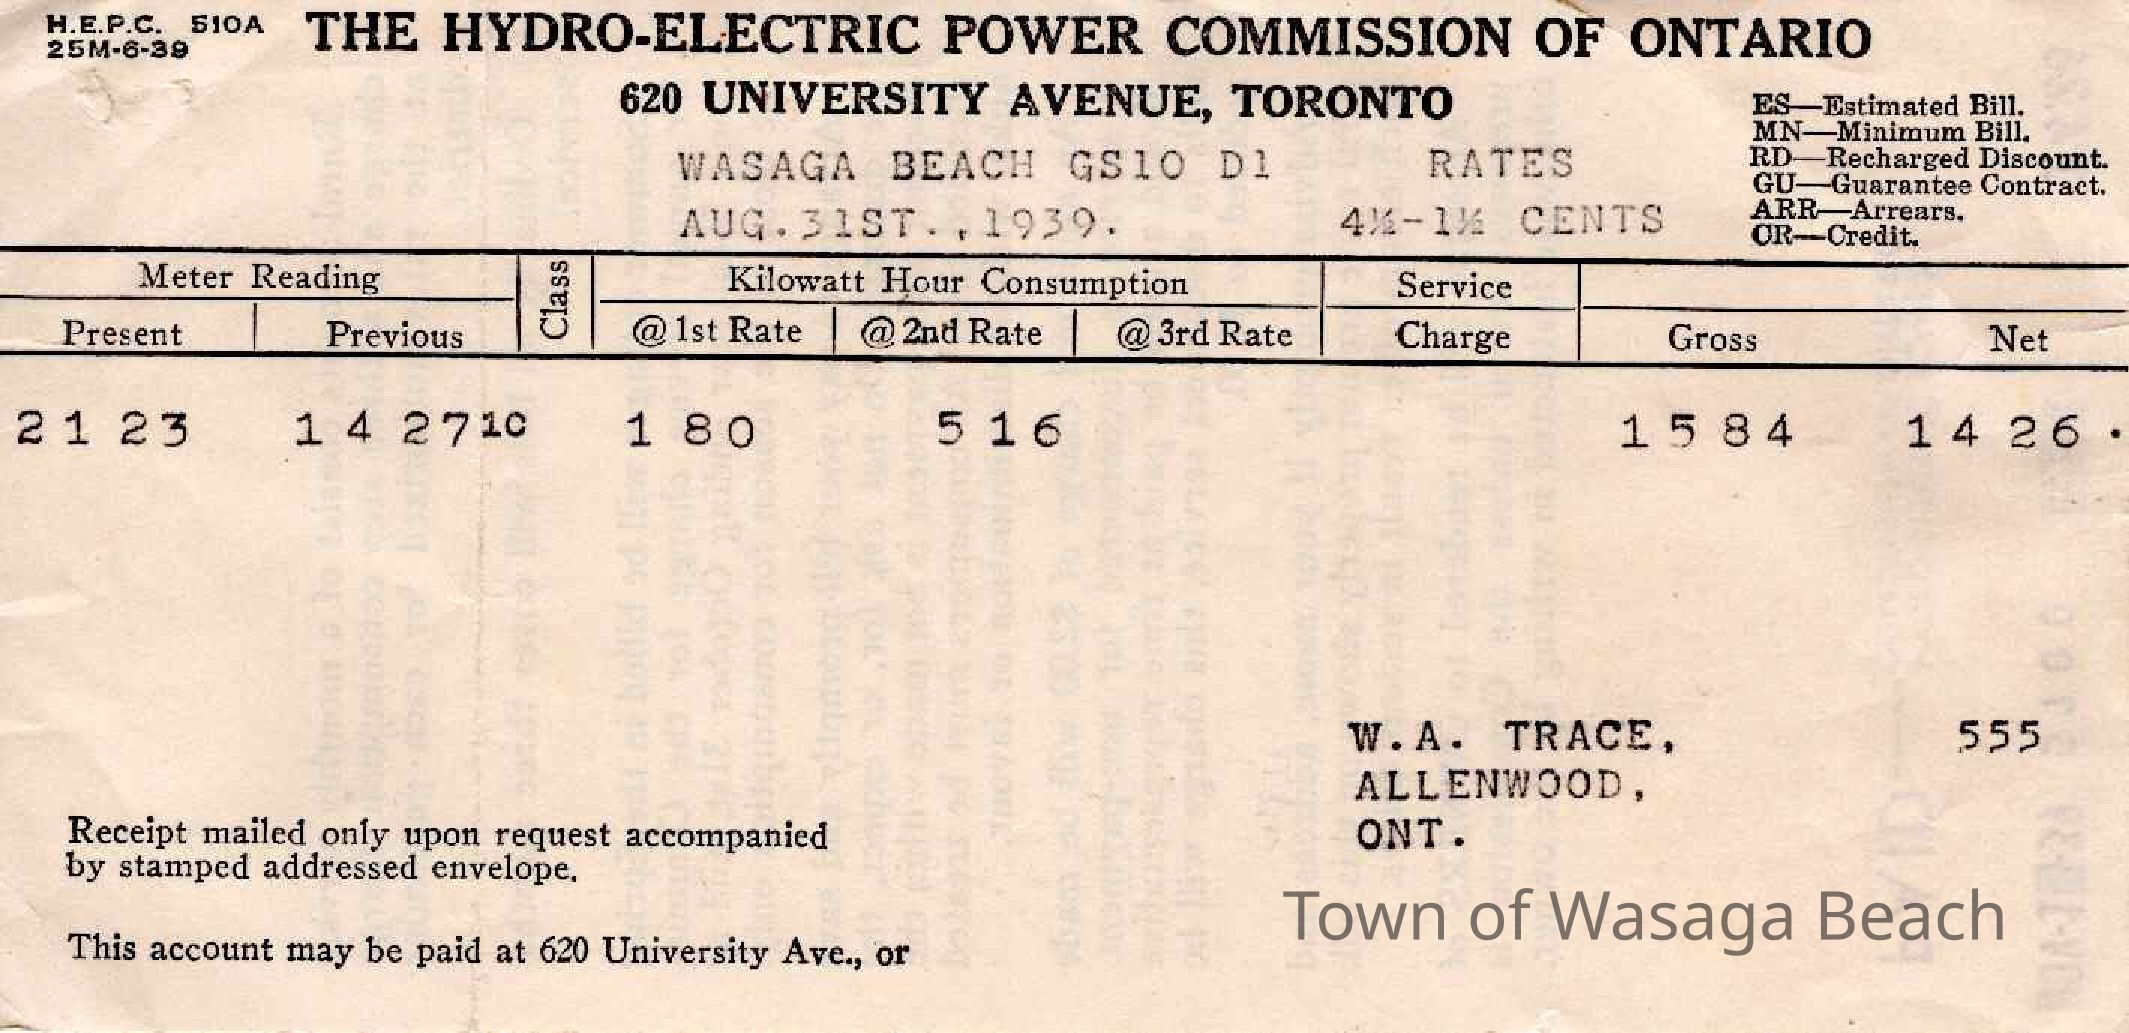 H.E.P.C. 510A
25M-6-39
THE HYDRO-ELECTRIC POWER COMMISSION OF ONTARIO
620 UNIVERSITY AVENUE, TORONTO
ES—Estimated Bill.
MN—Minimum Bill.
RD—Recharged Discount.
GU—Guarantee Contract.
ARR—Arrears.
CR—Credit.
WASAGA BEACH GS10 D1 RATES
AUG.31ST.,1939. 4½-1½ CENTS
Meter Reading Class Kilowatt Hour Consumption Service
Present Previous @ 1st Rate @ 2nd Rate @ 3rd Rate Charge Gross Net
2123 1427 10 180 516 1584 1426.
W.A. TRACE, 555
ALLENWOOD,
ONT.
Receipt mailed only upon request accompanied
by stamped addressed envelope.
Town of Wasaga Beach
This account may be paid at 620 University Ave., or